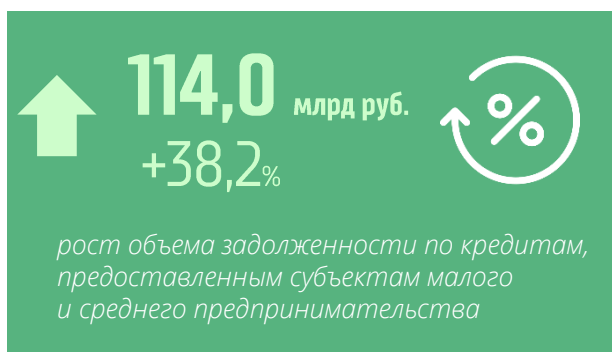 114,0 млрд руб.
+38,2%
%
рост объема задолженности по кредитам,
предоставленным субъектам малого
и среднего предпринимательства